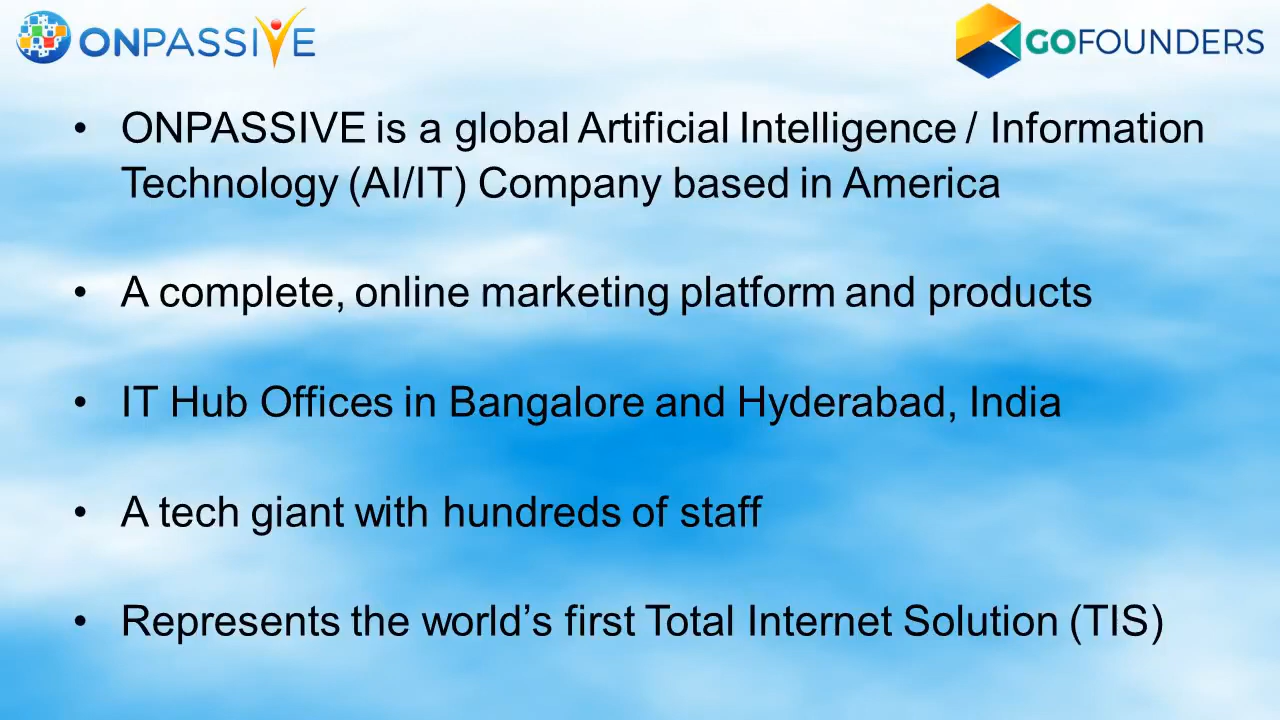 ONPASSIVE
GOFOUNDERS
• ONPASSIVE is a global Artificial Intelligence / Information
Technology (AI/IT) Company based in America
• A complete, online marketing platform and products
• IT Hub Offices in Bangalore and Hyderabad, India
• A tech giant with hundreds of staff
• Represents the world’s first Total Internet Solution (TIS)